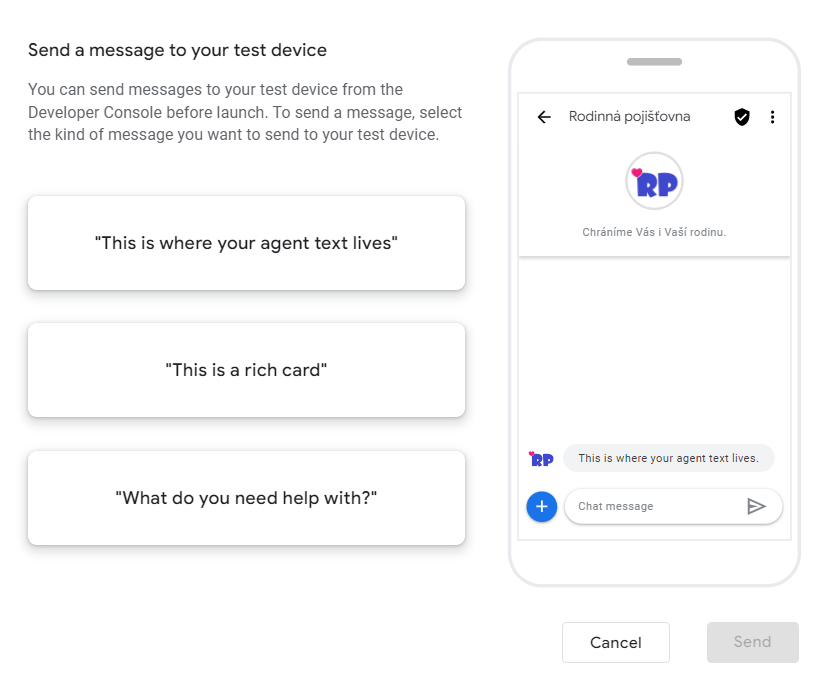 Send a message to your test device
You can send messages to your test device from the
Developer Console before launch. To send a message, select
the kind of message you want to send to your test device.
"This is where your agent text lives"
"This is a rich card"
"What do you need help with?"
Rodinná pojišťovna
RP
Chráníme Vás i Vaší rodinu.
RP
This is where your agent text lives.
Chat message
Cancel
Send